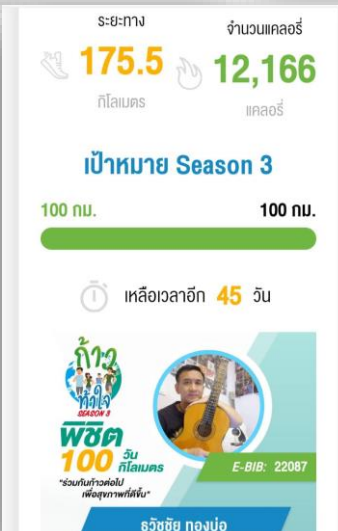 ระยะทาง
จำนวนแคลอรี่
175.5
12,166
กิโลเมตร
แคลอรี่
เป้าหมาย Season 3
100 กม.
100 กม.
เหลือเวลาอีก 45 วัน
ก้าว
ท้าใจ
SEASON 3
พิชิต
100 วัน
กิโลเมตร
"ร่วมกันก้าวต่อไป
เพื่อสุขภาพที่ดีขึ้น"
E-BIB: 22087
ธวัชชัย ทองบ่อ